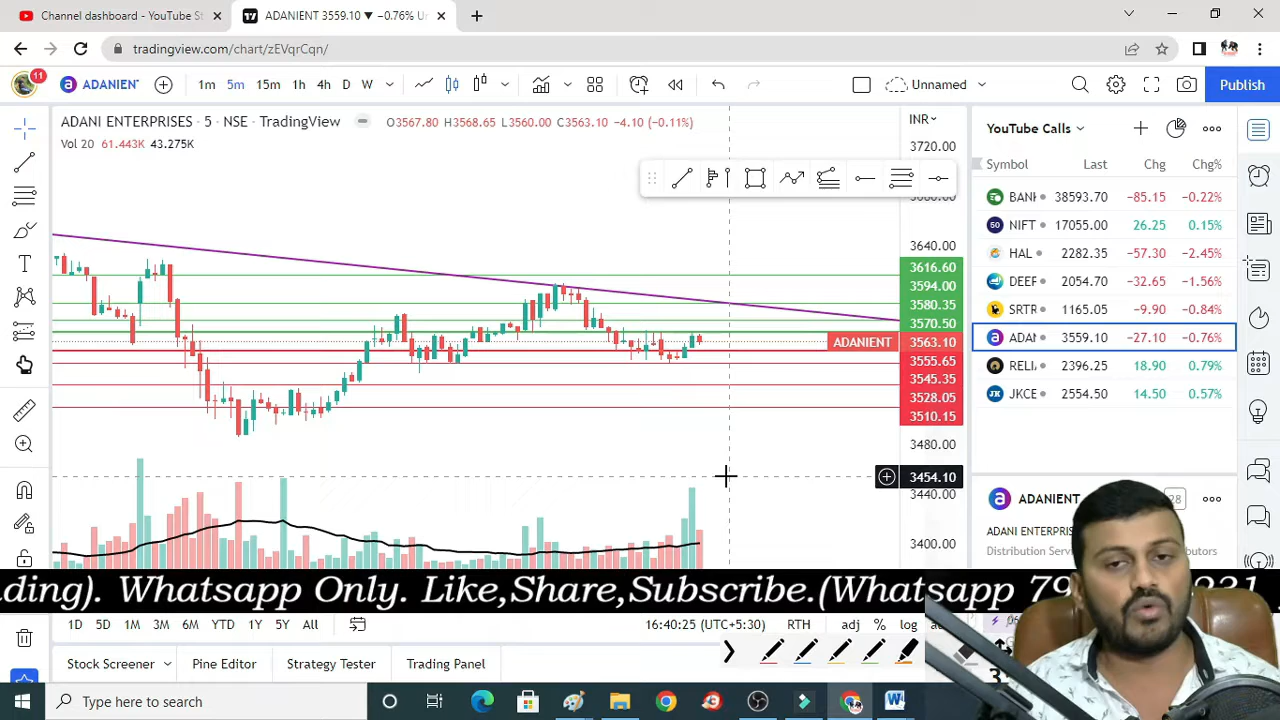 Channel dashboard - YouTube St
ADANIENT 3559.10 ▼ −0.76% Un
tradingview.com/chart/zEVqrCqn/
11
ADANIENT
1m 5m 15m 1h 4h D W
Unnamed
Publish
ADANI ENTERPRISES · 5 · NSE · TradingView
O3567.80 H3568.65 L3560.00 C3563.10 −4.10 (−0.11%)
INR
Vol 20 61.443K 43.275K
3720.00
3640.00
3616.60
3594.00
3580.35
3570.50
ADANIENT 3563.10
3555.65
3545.35
3528.05
3510.15
3480.00
3454.10
3440.00
3400.00
YouTube Calls
Symbol Last Chg Chg%
BANK 38593.70 −85.15 −0.22%
NIFT 17055.00 26.25 0.15%
HAL 2282.35 −57.30 −2.45%
DEEF 2054.70 −32.65 −1.56%
SRTR 1165.05 −9.90 −0.84%
ADAN 3559.10 −27.10 −0.76%
RELI 2396.25 18.90 0.79%
JKCE 2554.50 14.50 0.57%
ADANIENT
28
ADANI ENTERPRIS
Distribution Serv
ributors
ding). Whatsapp Only. Like,Share,Subscribe.(Whatsapp 79
231
1D 5D 1M 3M 6M YTD 1Y 5Y All
16:40:25 (UTC+5:30) RTH adj % log
Stock Screener Pine Editor Strategy Tester Trading Panel
Type here to search